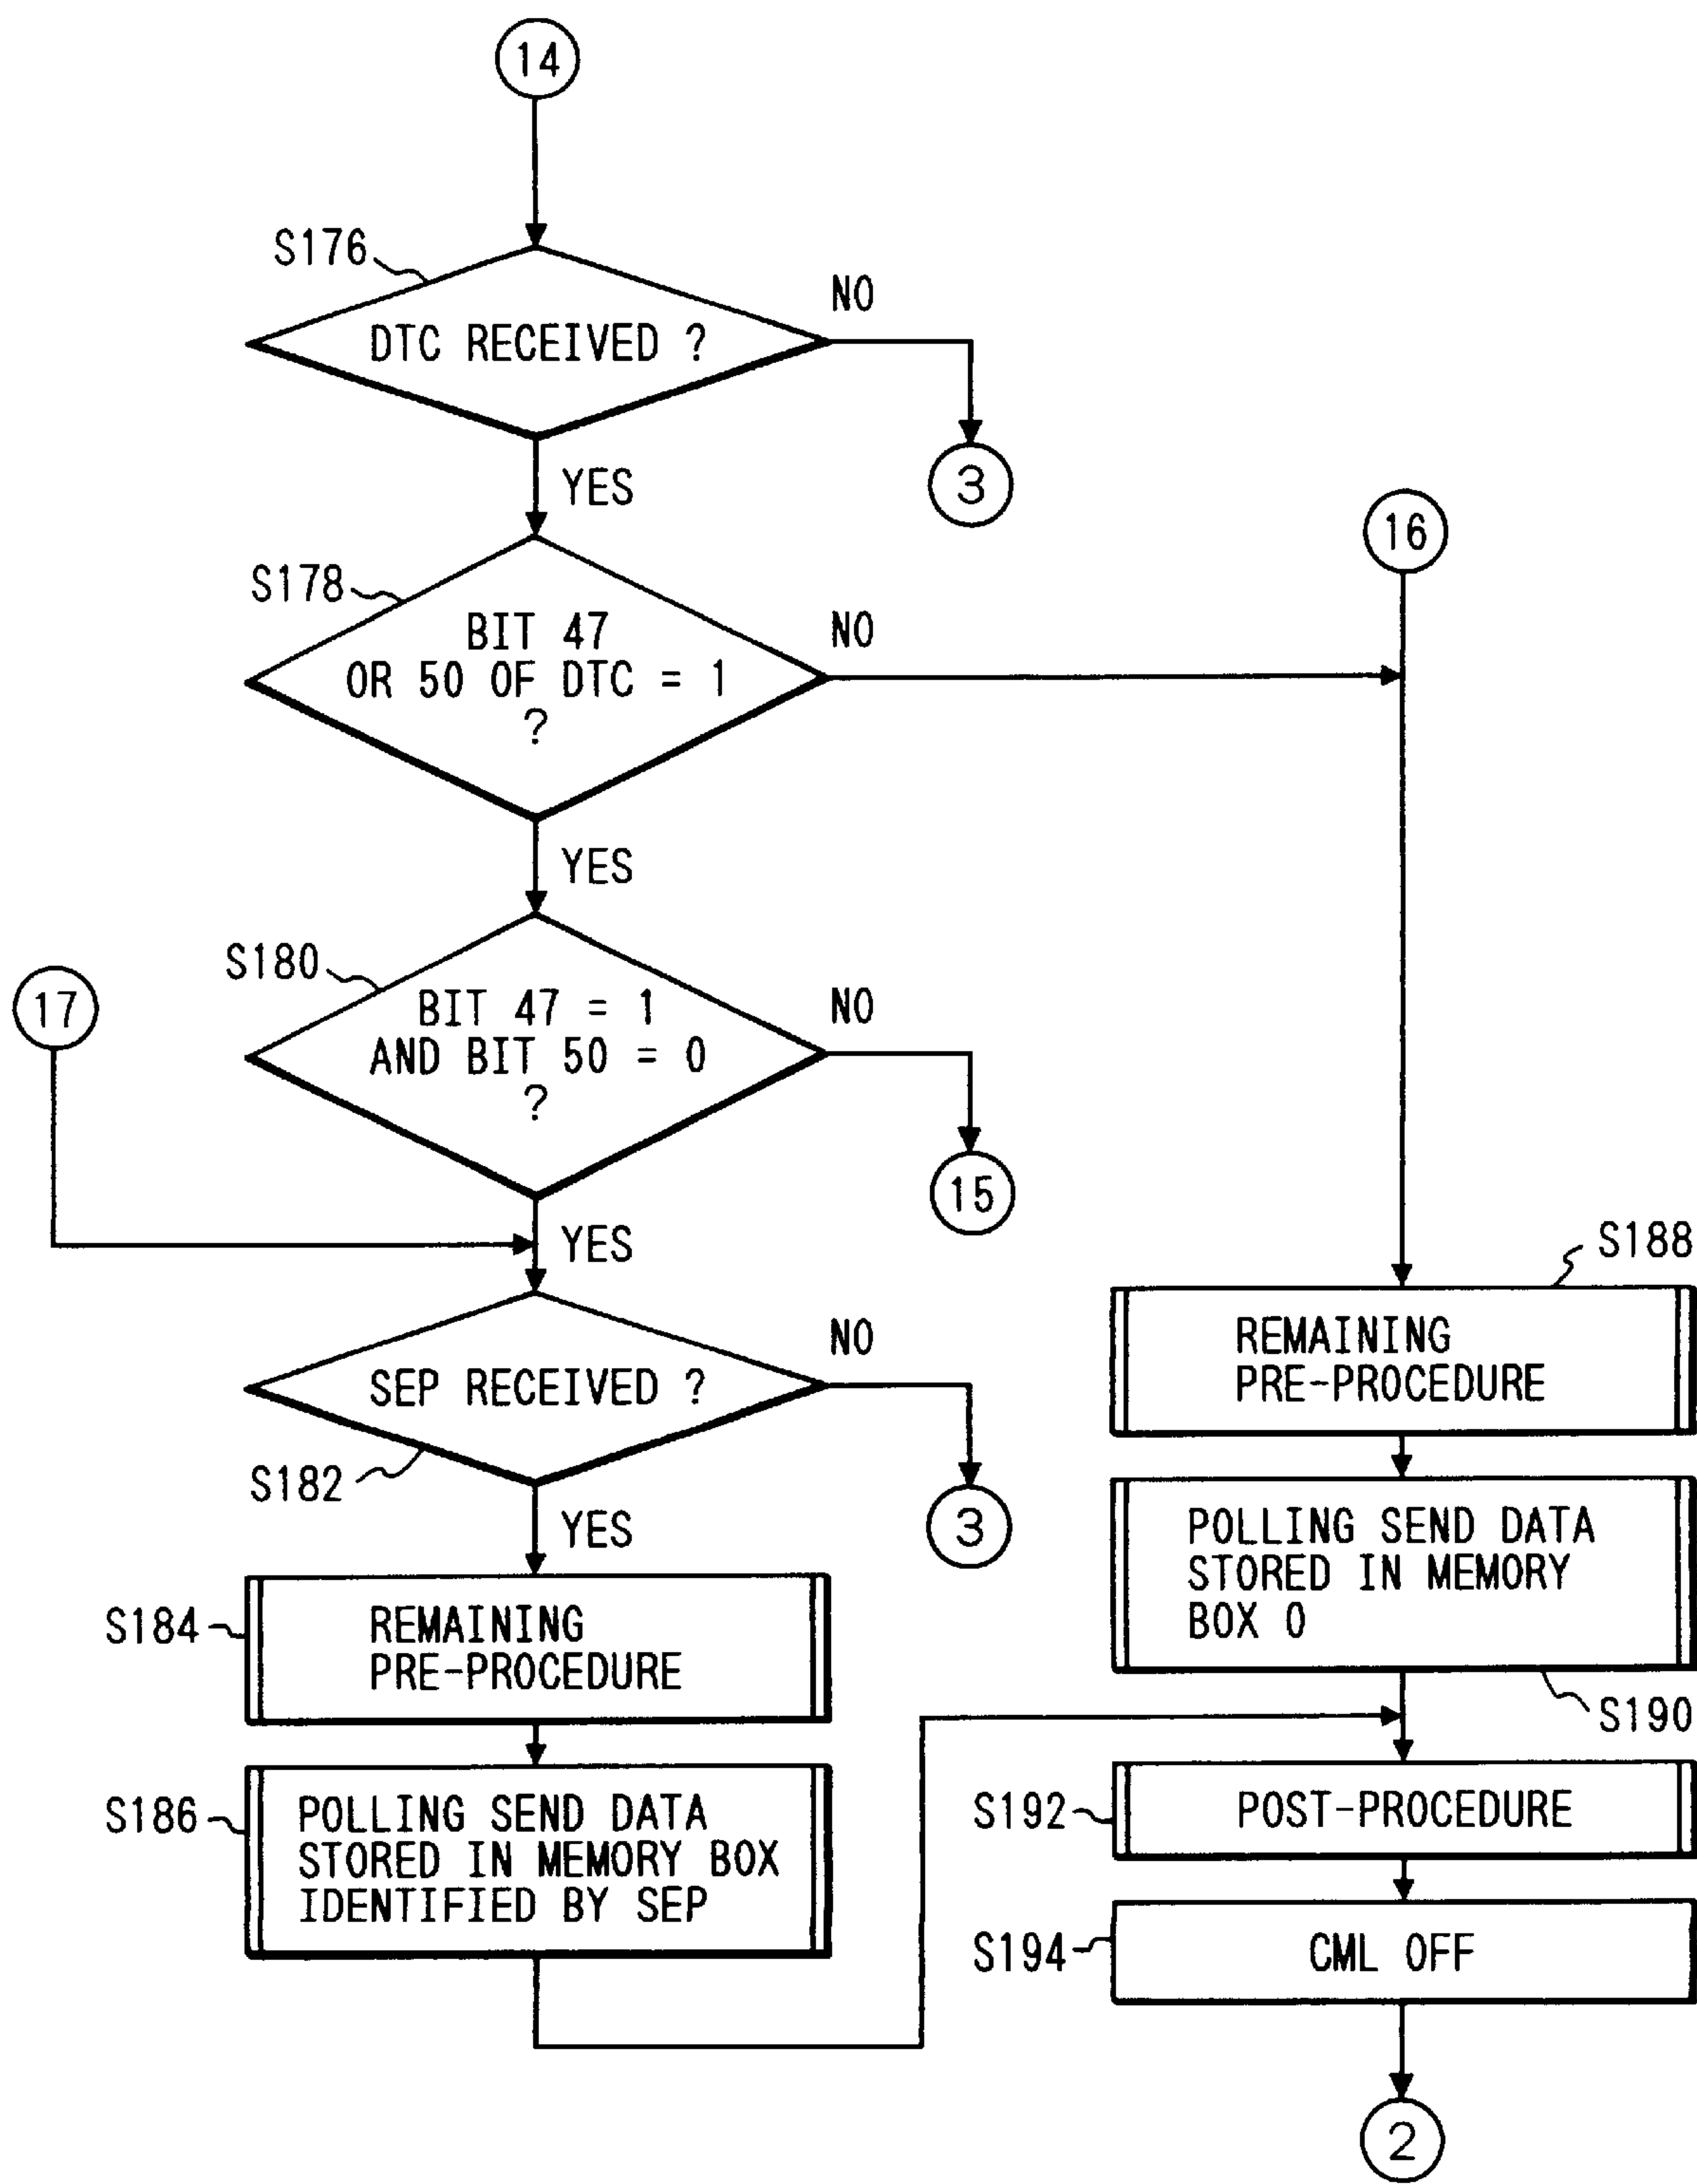 14
S176
DTC RECEIVED ?
NO
3
YES
16
S178
BIT 47
OR 50 OF DTC = 1
?
NO
YES
17
S180
BIT 47 = 1
AND BIT 50 = 0
?
NO
15
YES
SEP RECEIVED ?
NO
S182
3
YES
S184
REMAINING
PRE-PROCEDURE
S186
POLLING SEND DATA
STORED IN MEMORY BOX
IDENTIFIED BY SEP
S188
REMAINING
PRE-PROCEDURE
POLLING SEND DATA
STORED IN MEMORY
BOX 0
S190
S192
POST-PROCEDURE
S194
CML OFF
2